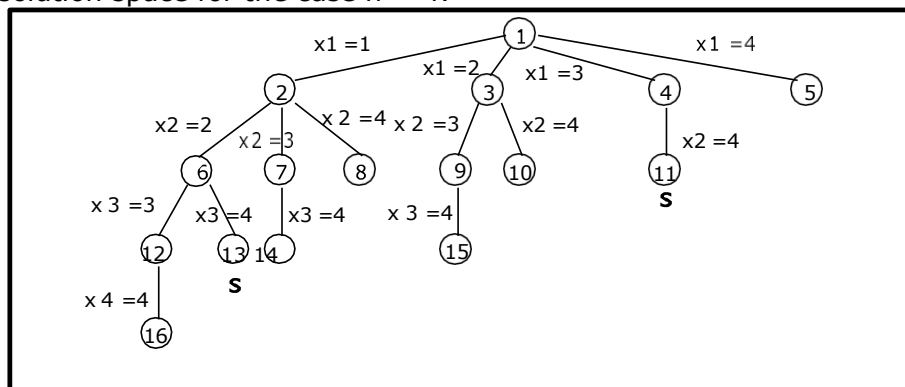 solution space for the case n = 4.
1
x1 =1
x1 =4
x1 =2
x1 =3
2
3
4
5
x2 =2
x2 =3
x 2 =4
x 2 =3
x2 =4
x2 =4
6
7
8
9
10
11
S
x 3 =3
x3 =4
x3 =4
x 3 =4
12
13
14
15
S
x 4 =4
16